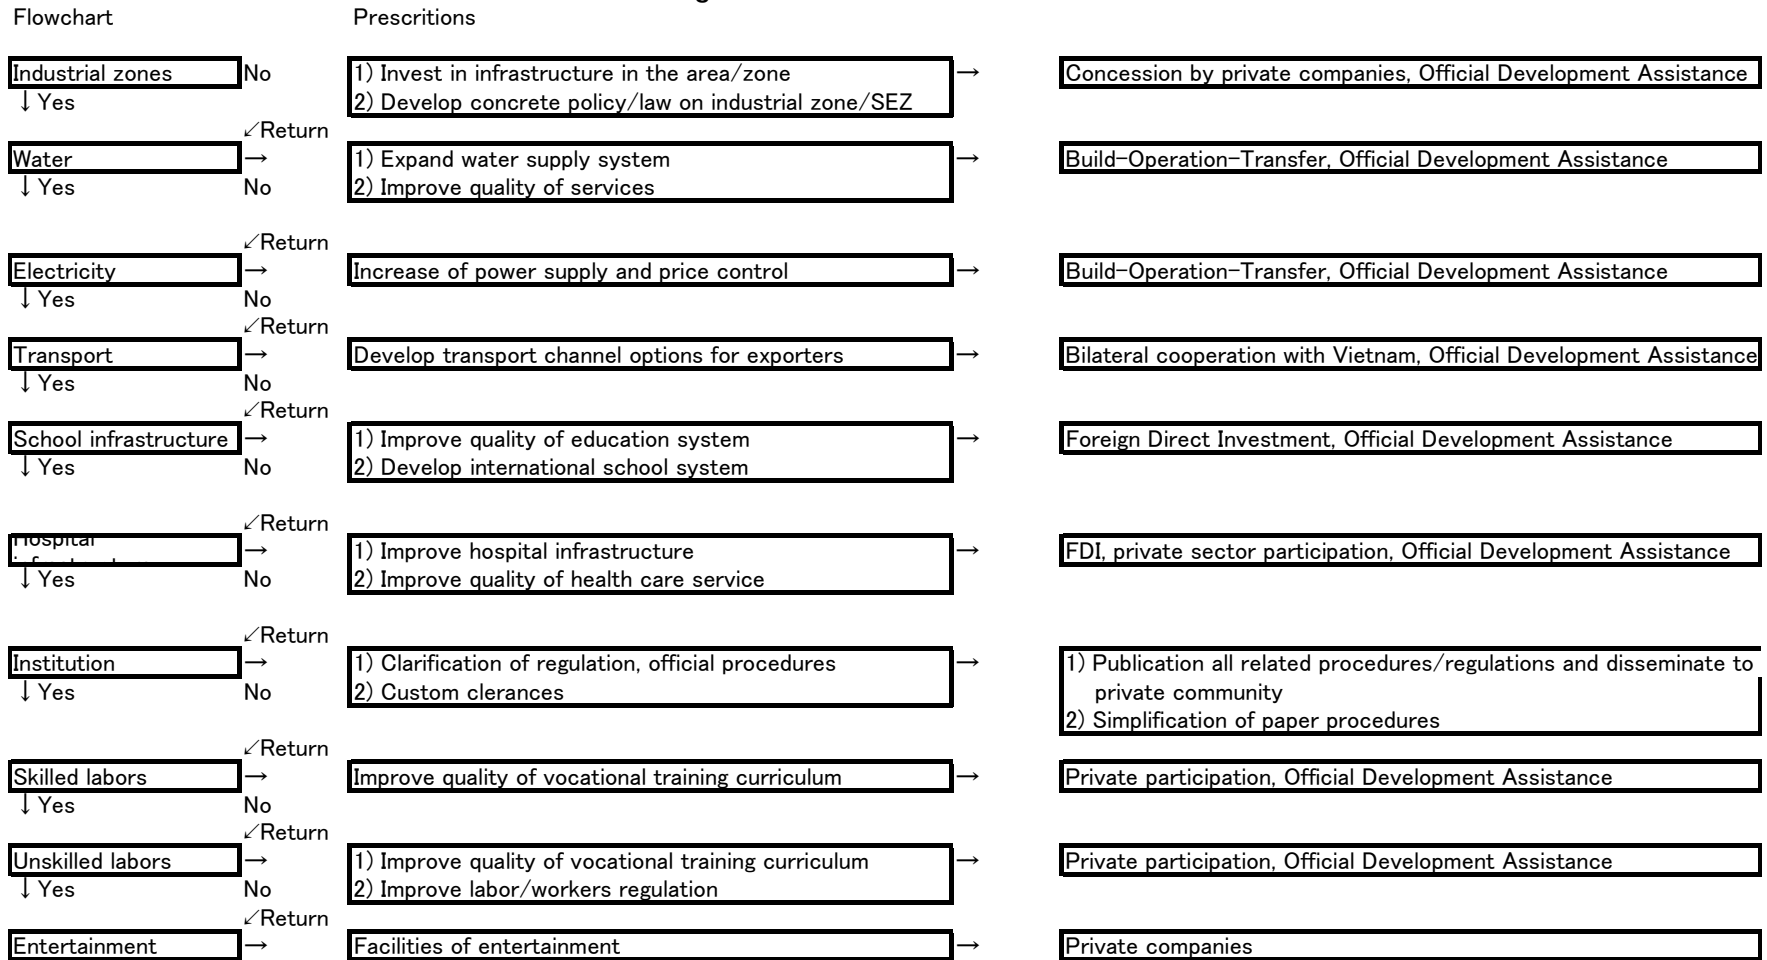 Flowchart Prescritions
Industrial zones No 1) Invest in infrastructure in the area/zone → Concession by private companies, Official Development Assistance
↓ Yes 2) Develop concrete policy/law on industrial zone/SEZ
↙Return
Water → 1) Expand water supply system → Build-Operation-Transfer, Official Development Assistance
↓ Yes No 2) Improve quality of services
↙Return
Electricity → Increase of power supply and price control → Build-Operation-Transfer, Official Development Assistance
↓ Yes No
↙Return
Transport → Develop transport channel options for exporters → Bilateral cooperation with Vietnam, Official Development Assistance
↓ Yes No
↙Return
School infrastructure → 1) Improve quality of education system → Foreign Direct Investment, Official Development Assistance
↓ Yes No 2) Develop international school system
↙Return
Hospital → 1) Improve hospital infrastructure → FDI, private sector participation, Official Development Assistance
↓ Yes No 2) Improve quality of health care service
↙Return
Institution → 1) Clarification of regulation, official procedures → 1) Publication all related procedures/regulations and disseminate to
↓ Yes No 2) Custom clerances private community
2) Simplification of paper procedures
↙Return
Skilled labors → Improve quality of vocational training curriculum → Private participation, Official Development Assistance
↓ Yes No
↙Return
Unskilled labors → 1) Improve quality of vocational training curriculum → Private participation, Official Development Assistance
↓ Yes No 2) Improve labor/workers regulation
↙Return
Entertainment → Facilities of entertainment → Private companies